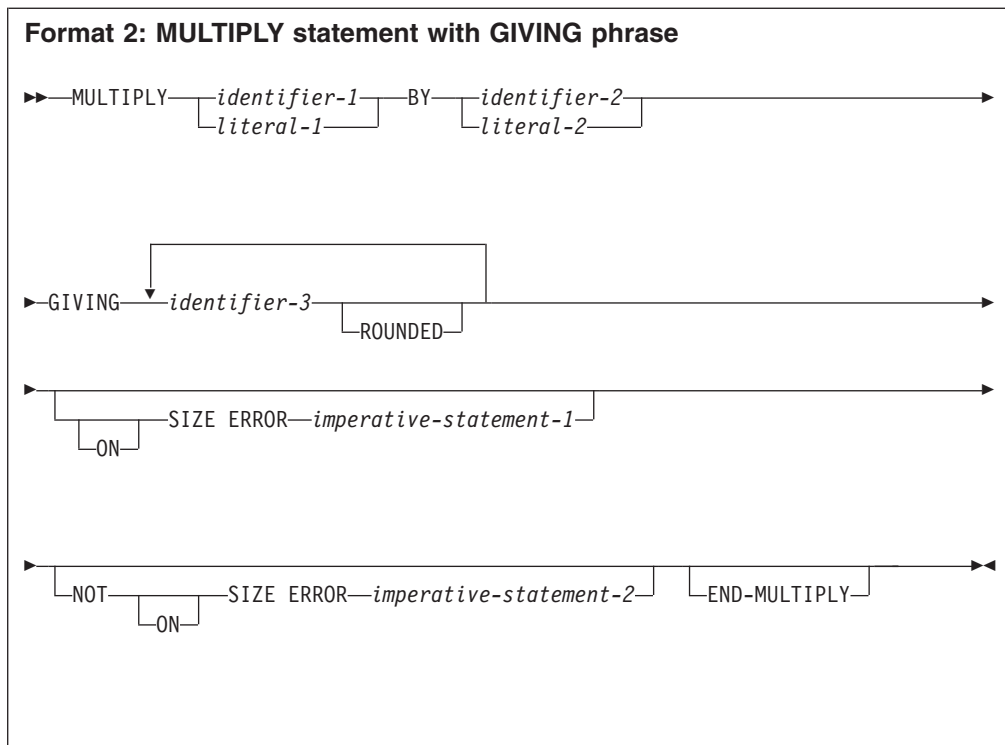 Format 2: MULTIPLY statement with GIVING phrase
MULTIPLY identifier-1 BY identifier-2
literal-1 literal-2
GIVING identifier-3
ROUNDED
SIZE ERROR imperative-statement-1
ON
NOT SIZE ERROR imperative-statement-2 END-MULTIPLY
ON